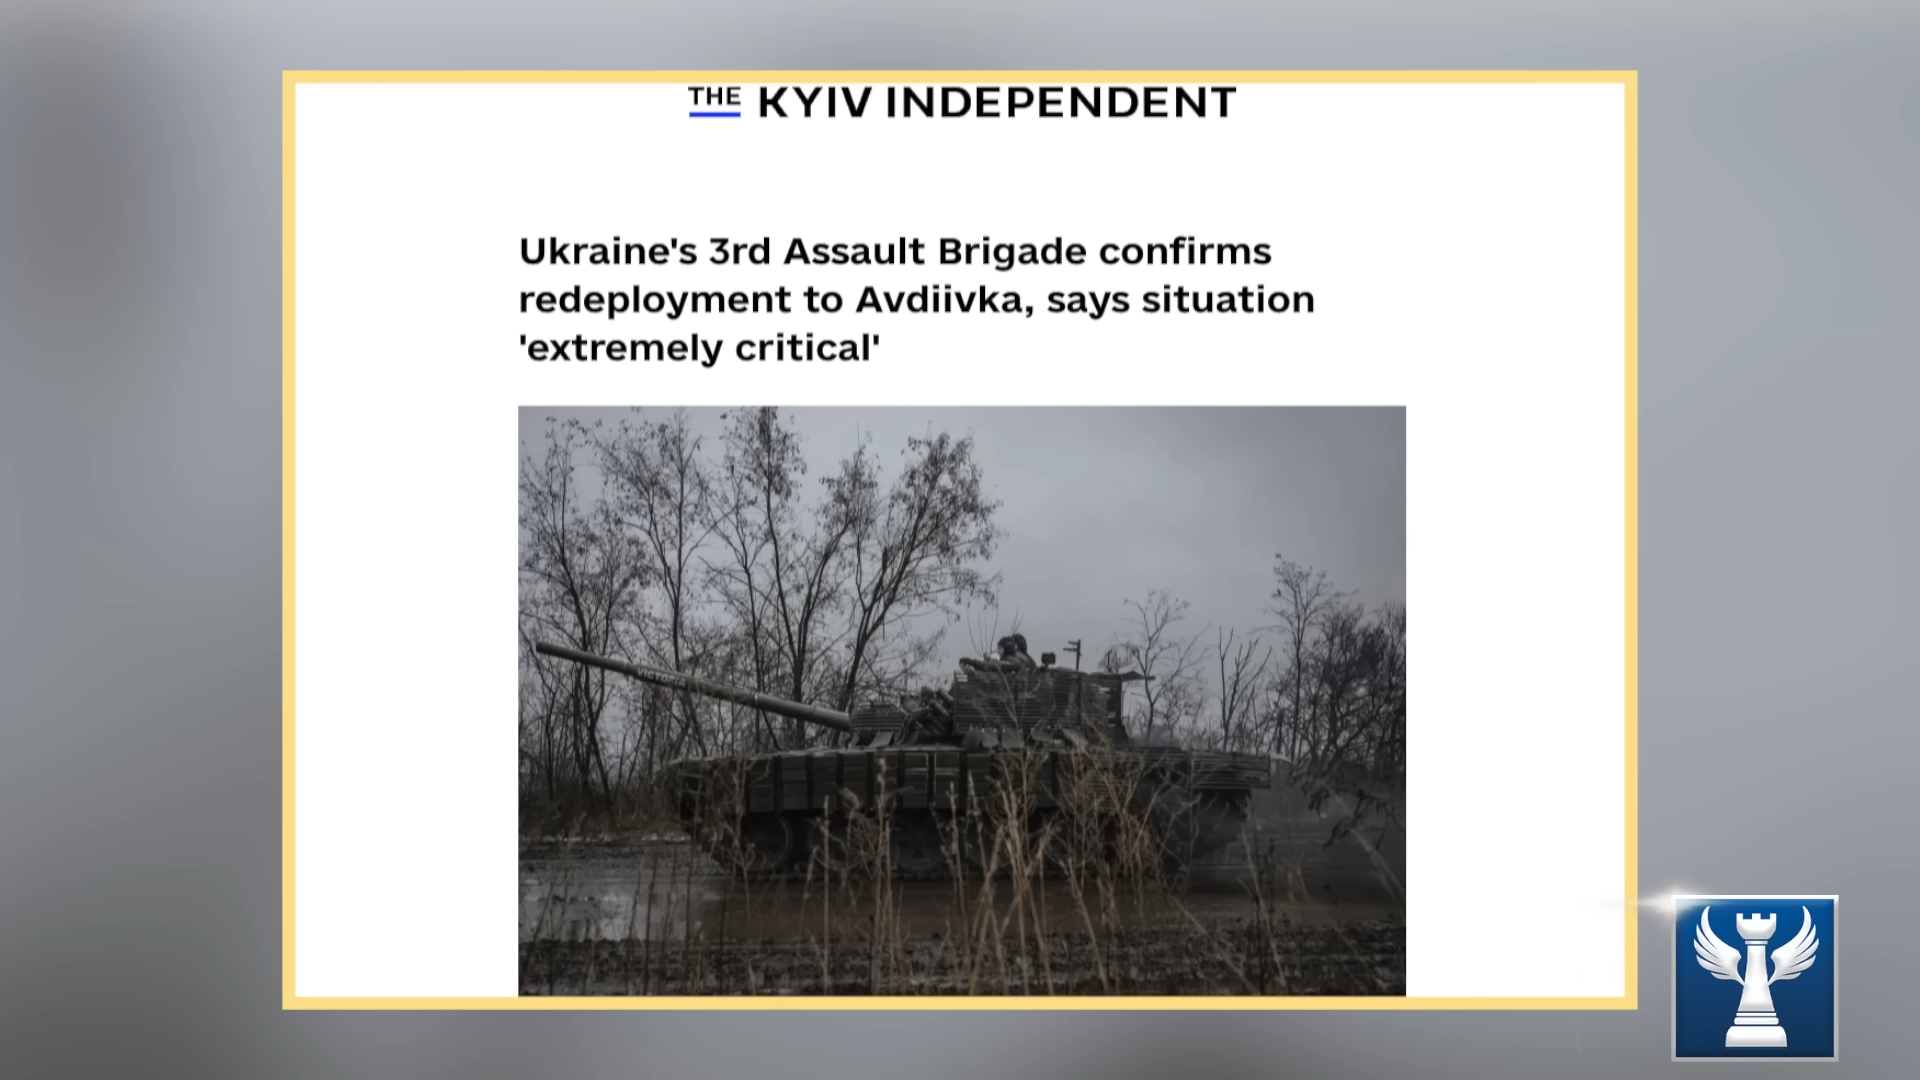 THE KYIV INDEPENDENT
Ukraine's 3rd Assault Brigade confirms
redeployment to Avdiivka, says situation
'extremely critical'